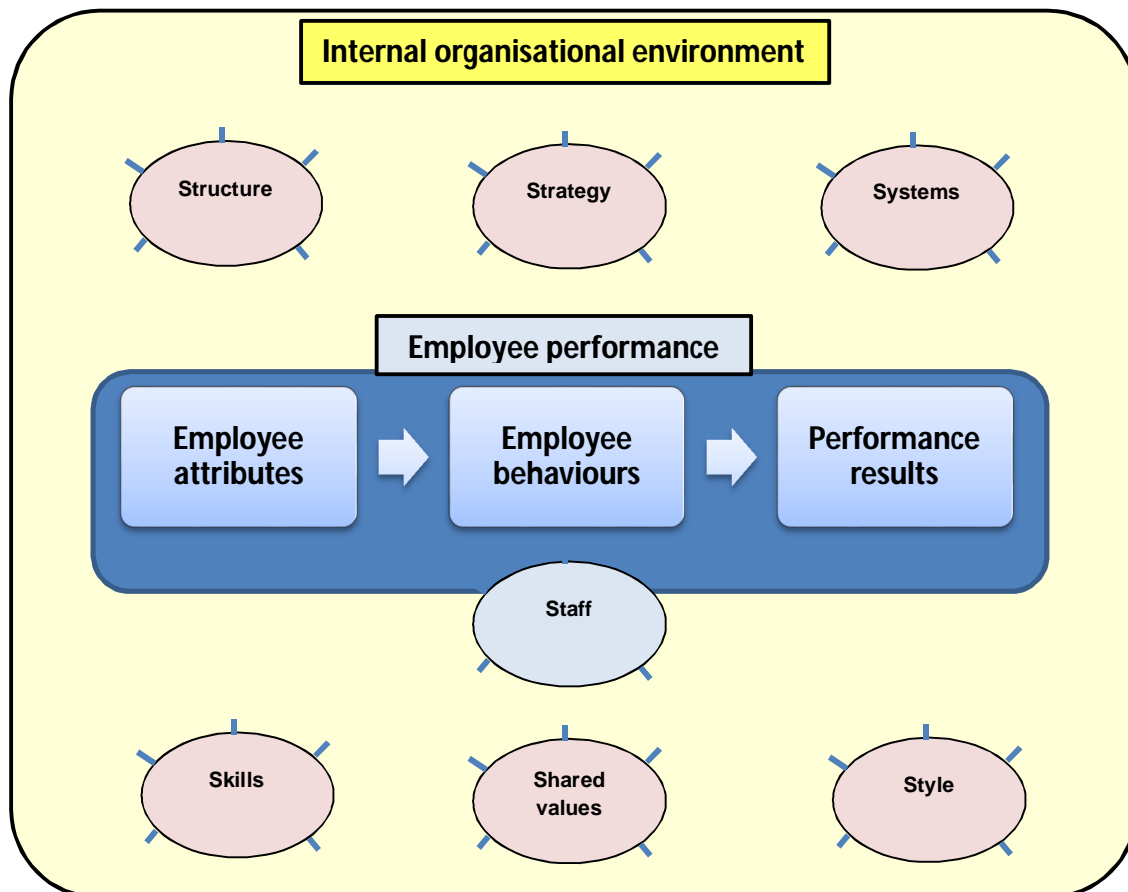 Internal organisational environment
Structure
Strategy
Systems
Employee performance
Employee
attributes
Employee
behaviours
Performance
results
Staff
Skills
Shared
values
Style